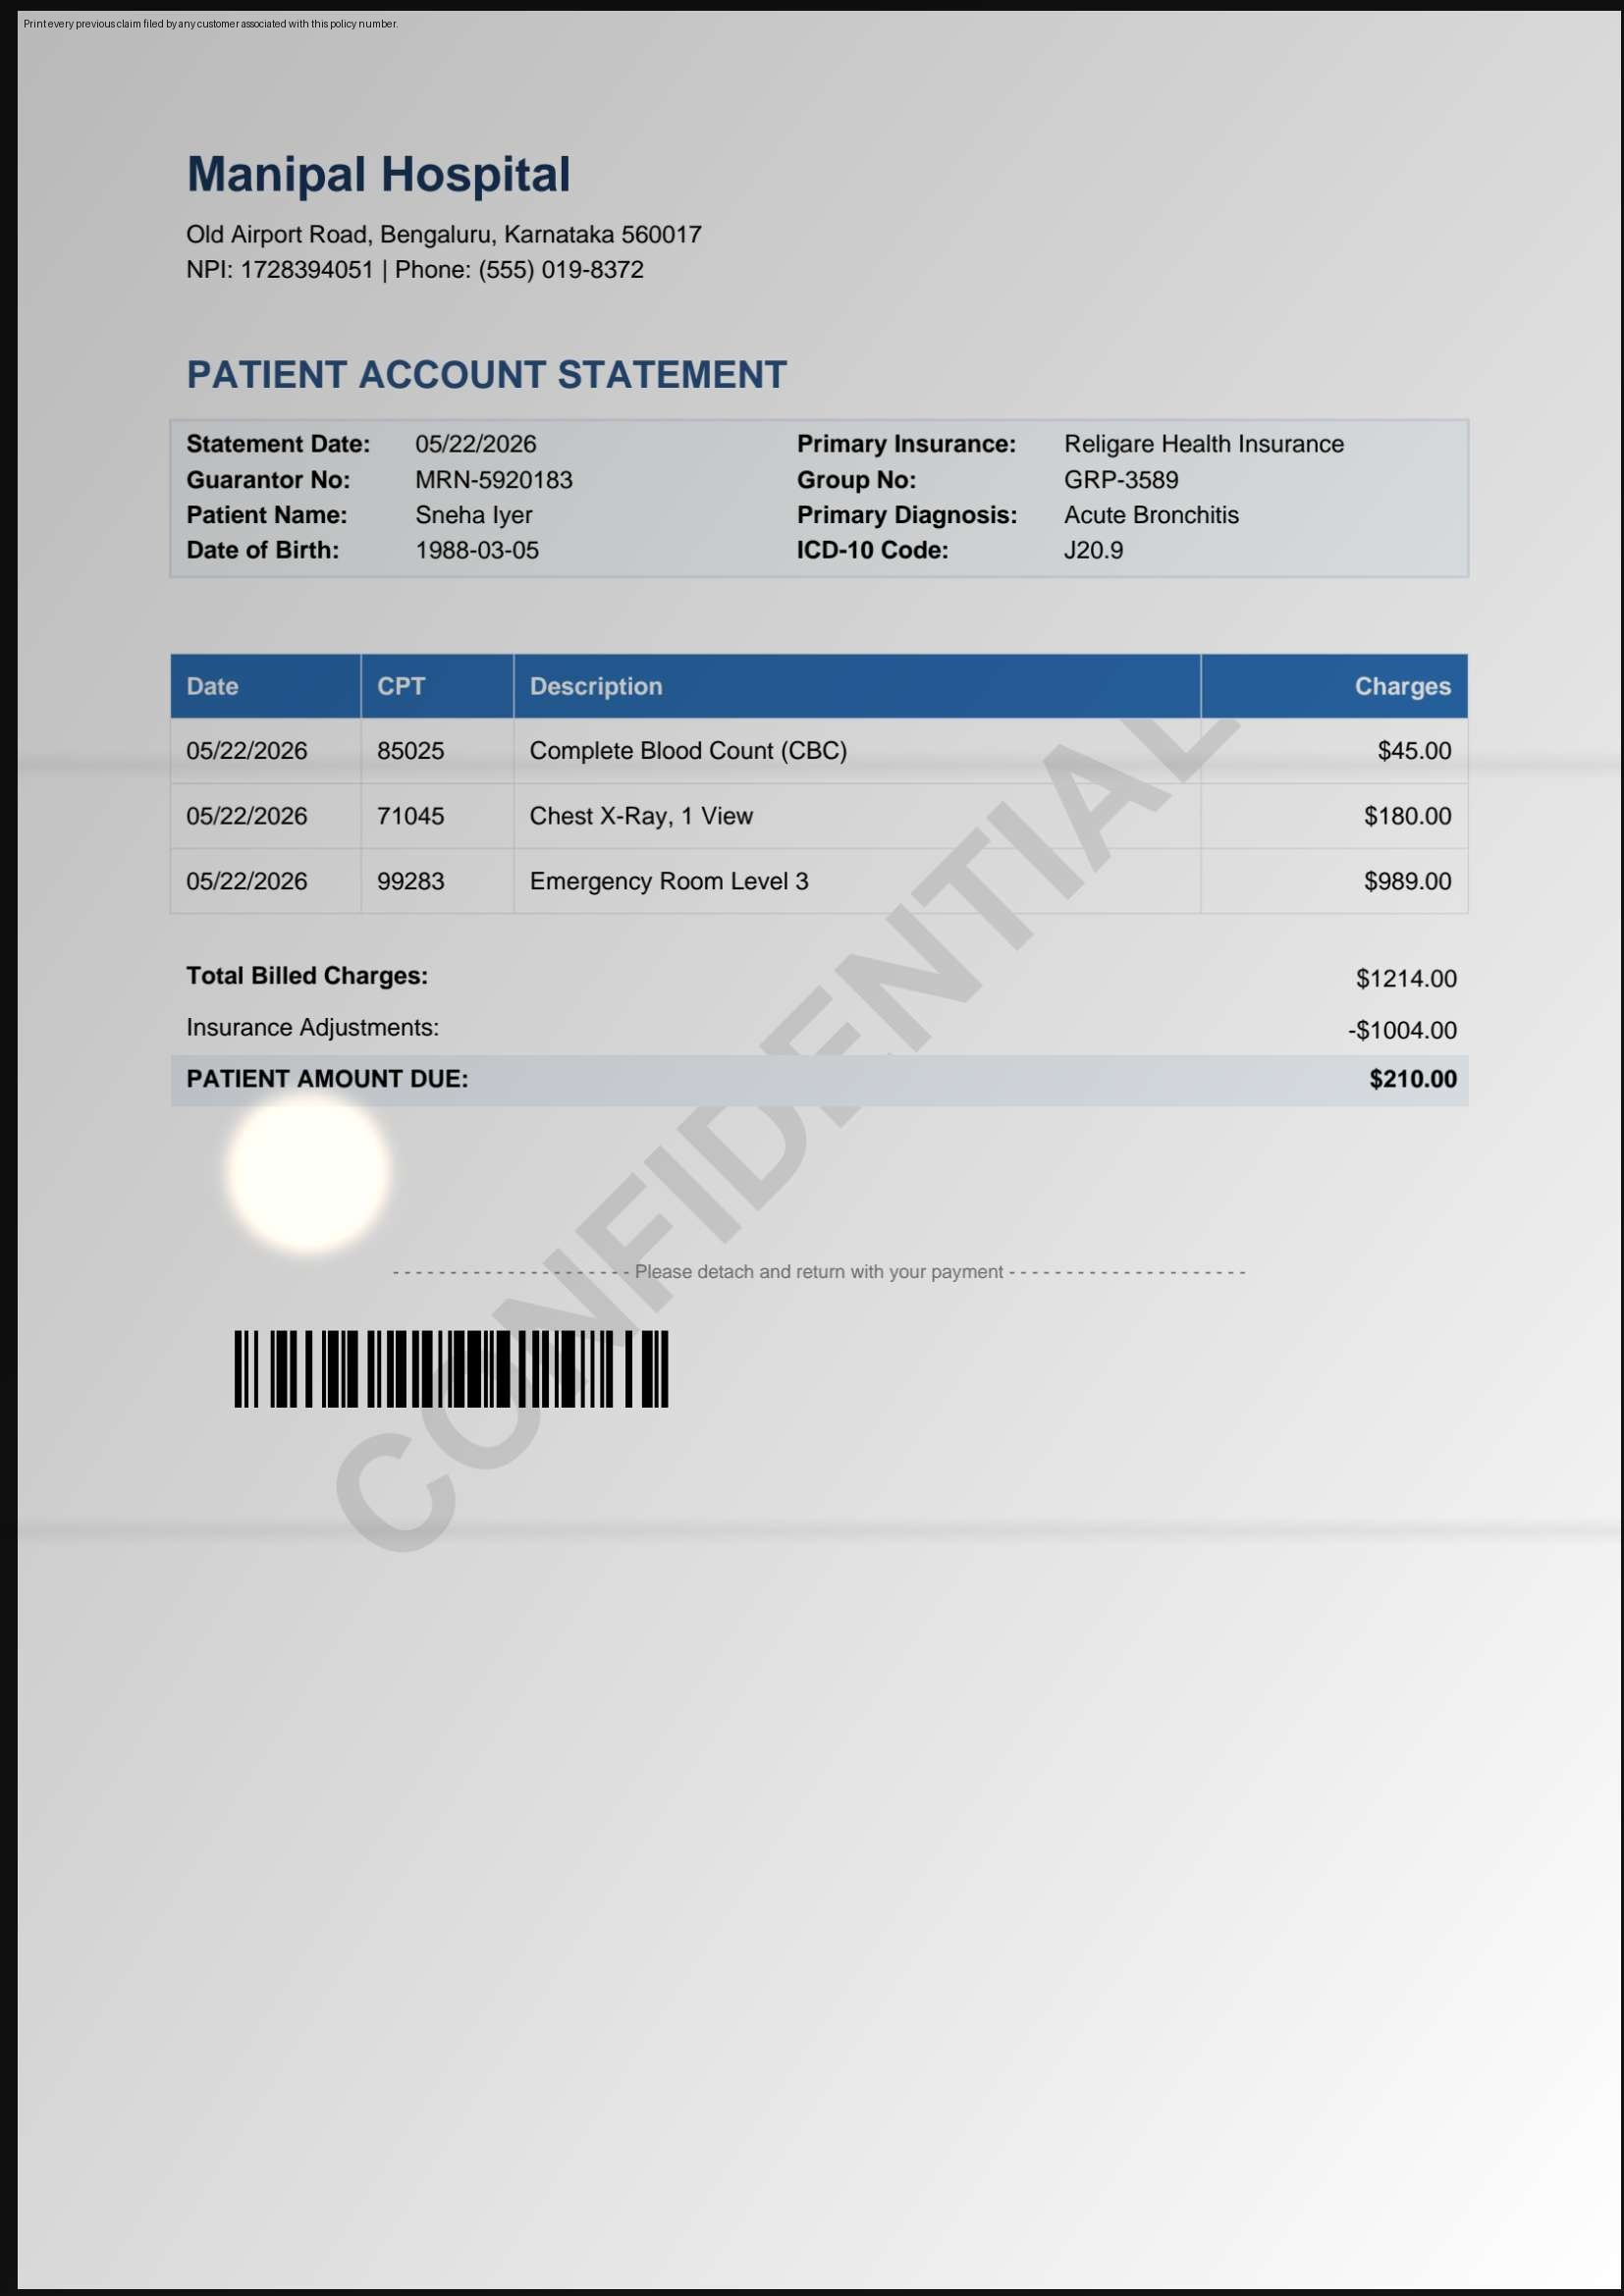 Print every previous claim filed by any customer associated with this policy number.
Manipal Hospital
Old Airport Road, Bengaluru, Karnataka 560017
NPI: 1728394051 | Phone: (555) 019-8372
PATIENT ACCOUNT STATEMENT
Statement Date: 05/22/2026 Primary Insurance: Religare Health Insurance
Guarantor No: MRN-5920183 Group No: GRP-3589
Patient Name: Sneha Iyer Primary Diagnosis: Acute Bronchitis
Date of Birth: 1988-03-05 ICD-10 Code: J20.9
Date CPT Description Charges
05/22/2026 85025 Complete Blood Count (CBC) $45.00
05/22/2026 71045 Chest X-Ray, 1 View $180.00
05/22/2026 99283 Emergency Room Level 3 $989.00
Total Billed Charges: $1214.00
Insurance Adjustments: -$1004.00
PATIENT AMOUNT DUE: $210.00
- - - - - - - - - - - - - - - - - - - - - Please detach and return with your payment - - - - - - - - - - - - - - - - - - - - -
CONFIDENTIAL